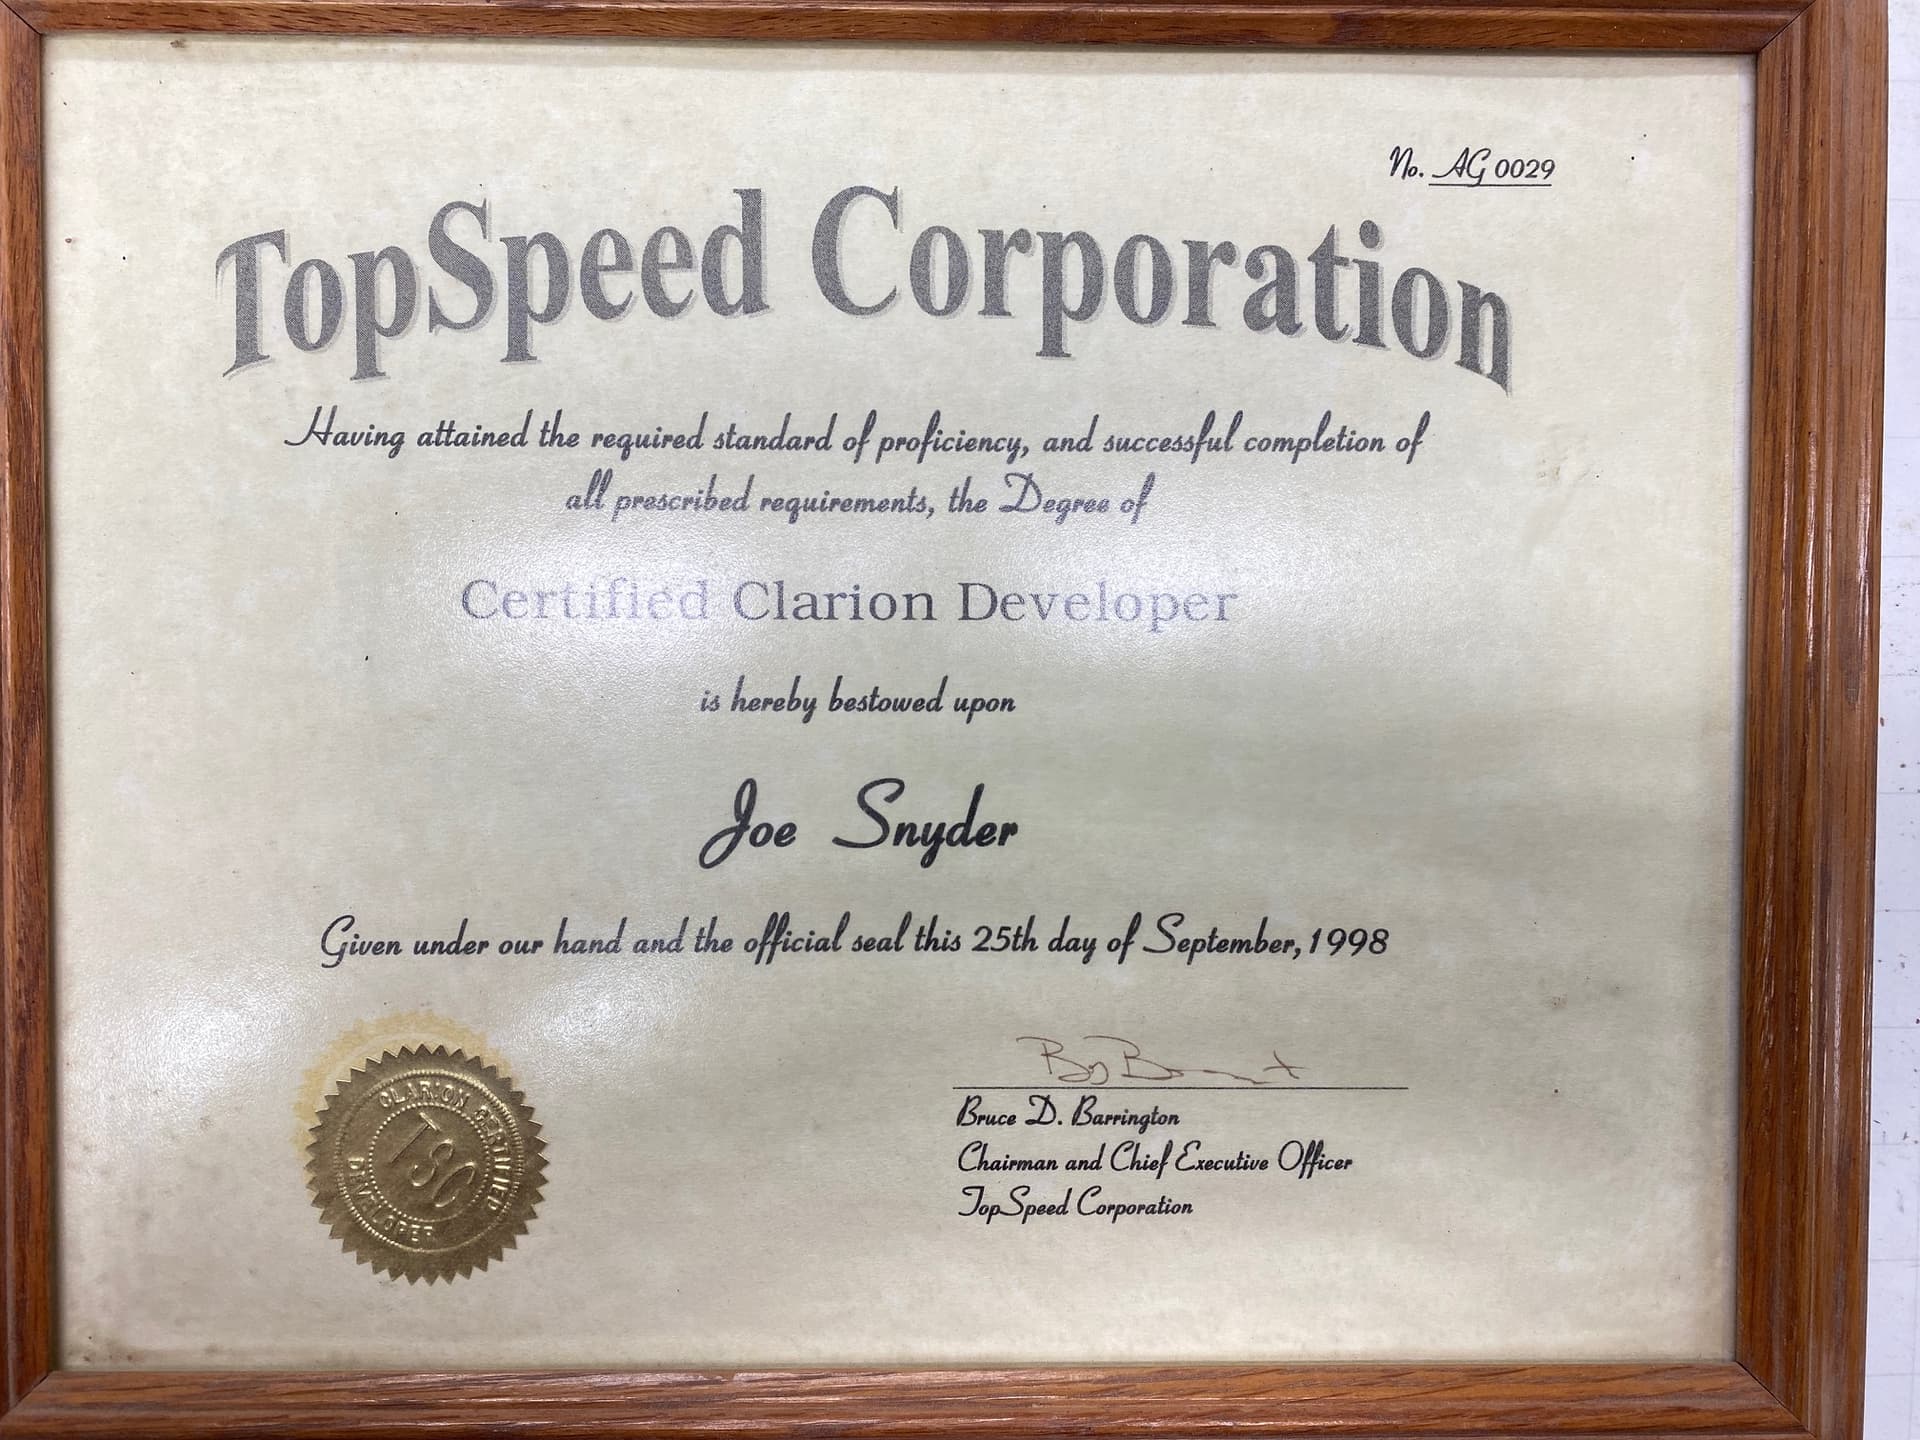 No. AG 0029
TopSpeed Corporation
Having attained the required standard of proficiency, and successful completion of
all prescribed requirements, the Degree of
Certified Clarion Developer
is hereby bestowed upon
Joe Snyder
Given under our hand and the official seal this 25th day of September, 1998
CLARION CERTIFIED
TSC
DEVELOPER
Bruce D. Barrington
Chairman and Chief Executive Officer
TopSpeed Corporation